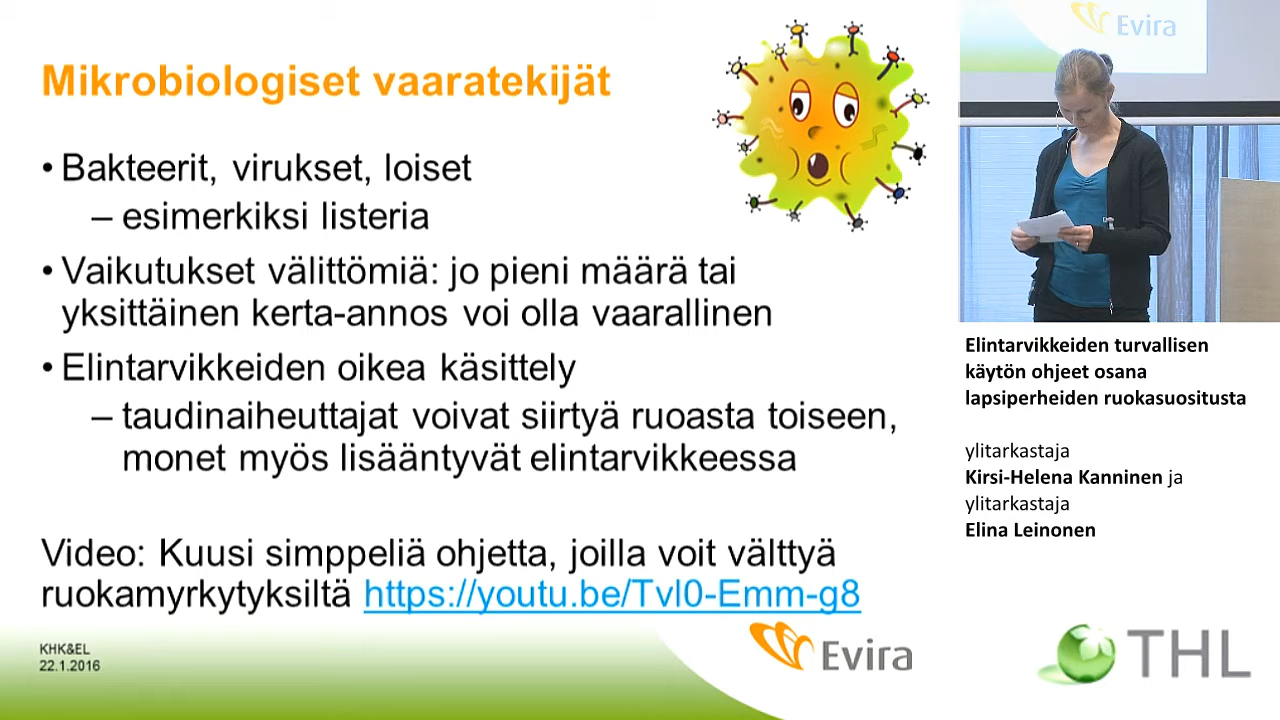 Mikrobiologiset vaaratekijät
• Bakteerit, virukset, loiset
– esimerkiksi listeria
• Vaikutukset välittömiä: jo pieni määrä tai
yksittäinen kerta-annos voi olla vaarallinen
• Elintarvikkeiden oikea käsittely
– taudinaiheuttajat voivat siirtyä ruoasta toiseen,
monet myös lisääntyvät elintarvikkeessa
Video: Kuusi simppeliä ohjetta, joilla voit välttyä
ruokamyrkytyksiltä https://youtu.be/Tvl0-Emm-g8
KHK&EL
22.1.2016
Evira
Evira
Elintarvikkeiden turvallisen
käytön ohjeet osana
lapsiperheiden ruokasuositusta
ylitarkastaja
Kirsi-Helena Kanninen ja
ylitarkastaja
Elina Leinonen
THL